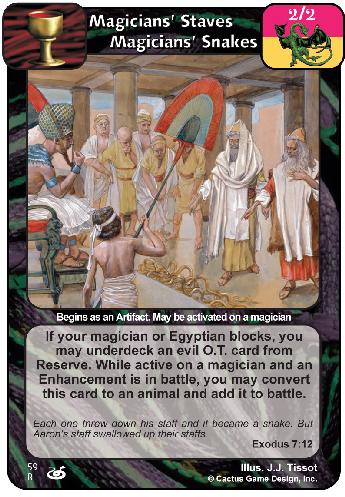 Magicians' Staves
Magicians' Snakes
2/2
Begins as an Artifact. May be activated on a magician
If your magician or Egyptian blocks, you
may underdeck an evil O.T. card from
Reserve. While active on a magician and an
Enhancement is in battle, you may convert
this card to an animal and add it to battle.
Each one threw down his staff and it became a snake. But
Aaron's staff swallowed up their staffs.
Exodus 7:12
59
R
Illus. J.J. Tissot
© Cactus Game Design, Inc.